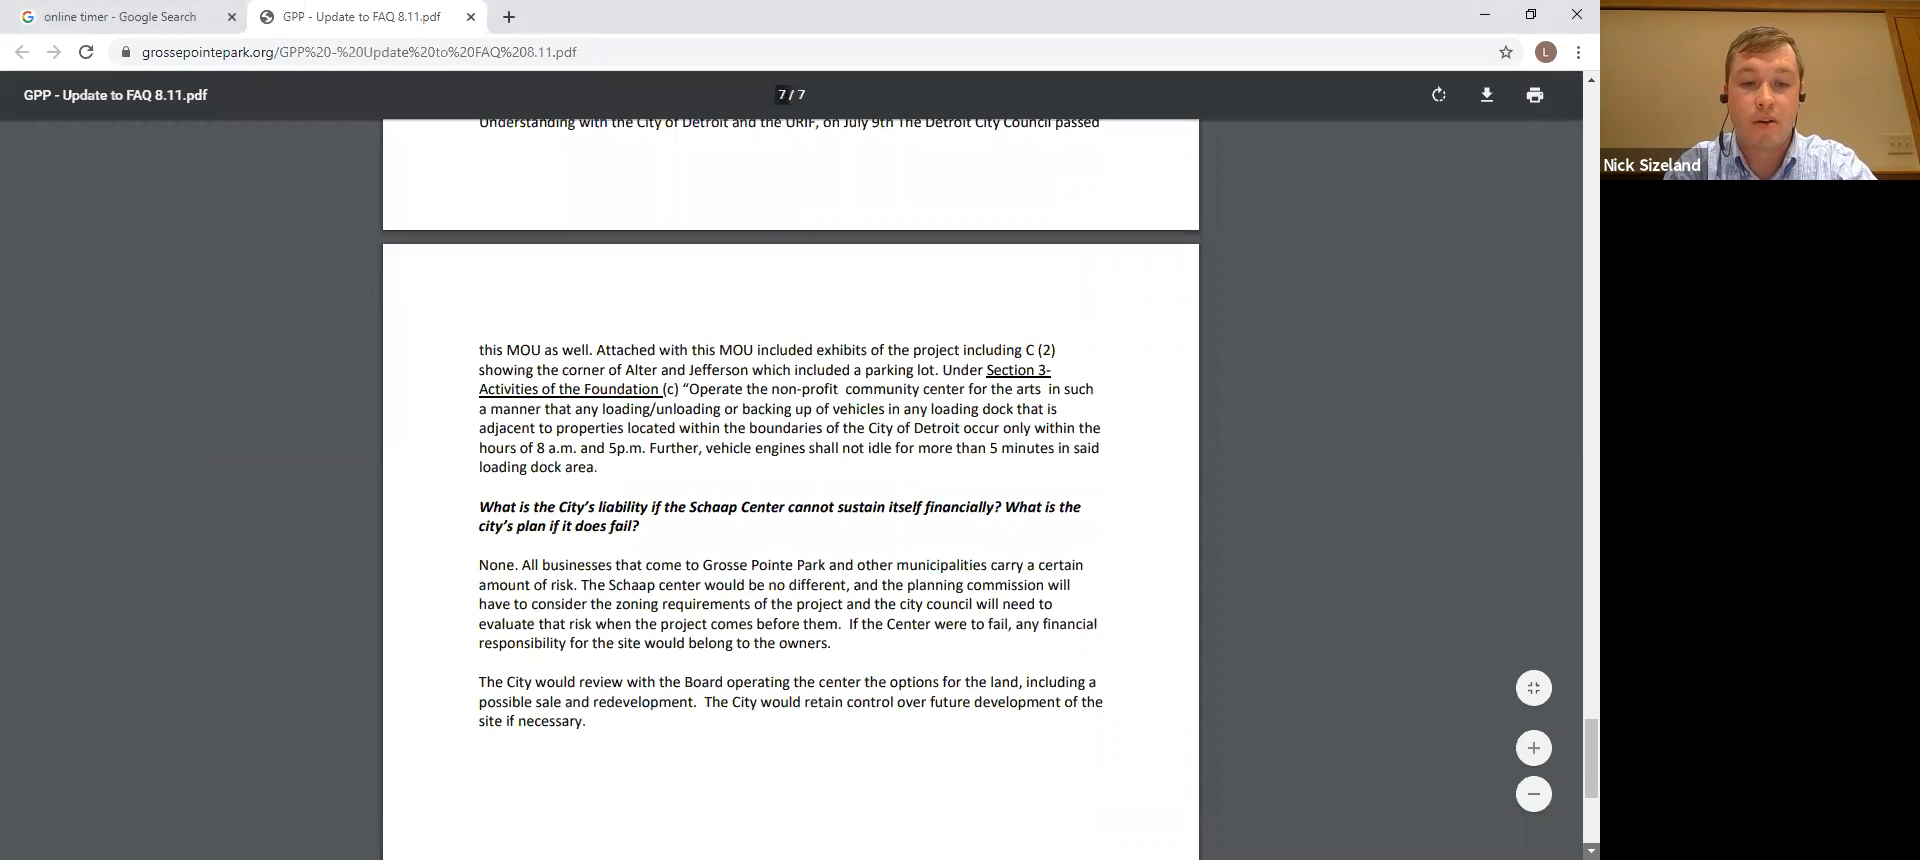 online timer - Google Search
GPP - Update to FAQ 8.11.pdf
grossepointepark.org/GPP%20-%20Update%20to%20FAQ%208.11.pdf
L
GPP - Update to FAQ 8.11.pdf
7 / 7
Understanding with the City of Detroit and the URIF, on July 9th The Detroit City Council passed
this MOU as well. Attached with this MOU included exhibits of the project including C (2)
showing the corner of Alter and Jefferson which included a parking lot. Under Section 3-
Activities of the Foundation (c) “Operate the non-profit  community center for the arts  in such
a manner that any loading/unloading or backing up of vehicles in any loading dock that is
adjacent to properties located within the boundaries of the City of Detroit occur only within the
hours of 8 a.m. and 5p.m. Further, vehicle engines shall not idle for more than 5 minutes in said
loading dock area.
What is the City’s liability if the Schaap Center cannot sustain itself financially? What is the
city’s plan if it does fail?
None. All businesses that come to Grosse Pointe Park and other municipalities carry a certain
amount of risk. The Schaap center would be no different, and the planning commission will
have to consider the zoning requirements of the project and the city council will need to
evaluate that risk when the project comes before them.  If the Center were to fail, any financial
responsibility for the site would belong to the owners.
The City would review with the Board operating the center the options for the land, including a
possible sale and redevelopment.  The City would retain control over future development of the
site if necessary.
Nick Sizeland